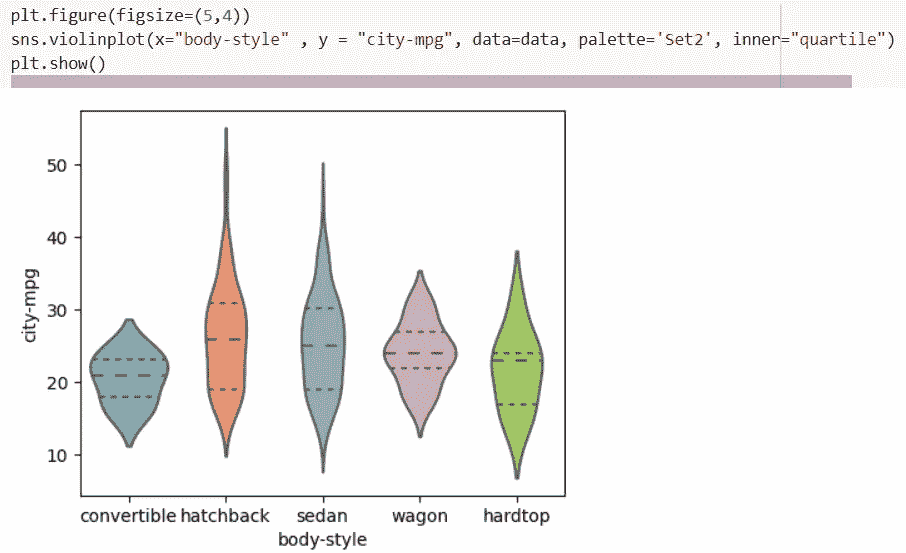 plt.figure(figsize=(5,4))
sns.violinplot(x="body-style" , y = "city-mpg", data=data, palette='Set2', inner="quartile")
plt.show()
50
40
30
20
10
city-mpg
convertible hatchback sedan wagon hardtop
body-style